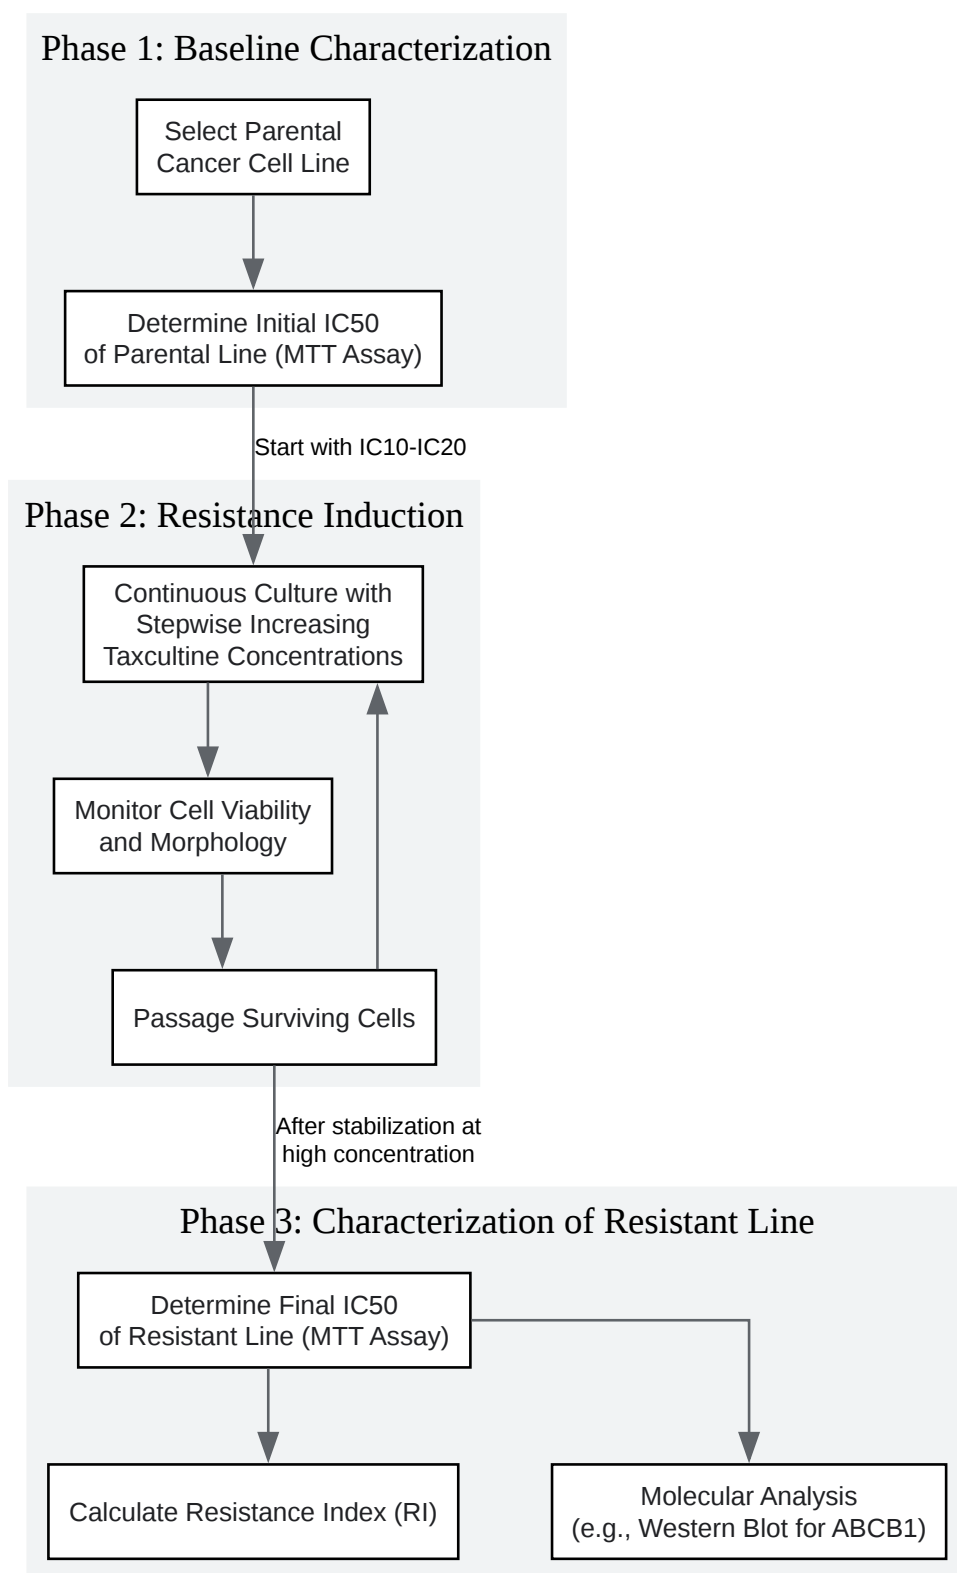 Phase 1: Baseline Characterization
Select Parental
Cancer Cell Line
Determine Initial IC50
of Parental Line (MTT Assay)
Start with IC10-IC20
Phase 2: Resistance Induction
Continuous Culture with
Stepwise Increasing
Taxcultine Concentrations
Monitor Cell Viability
and Morphology
Passage Surviving Cells
After stabilization at
high concentration
Phase 3: Characterization of Resistant Line
Determine Final IC50
of Resistant Line (MTT Assay)
Calculate Resistance Index (RI)
Molecular Analysis
(e.g., Western Blot for ABCB1)